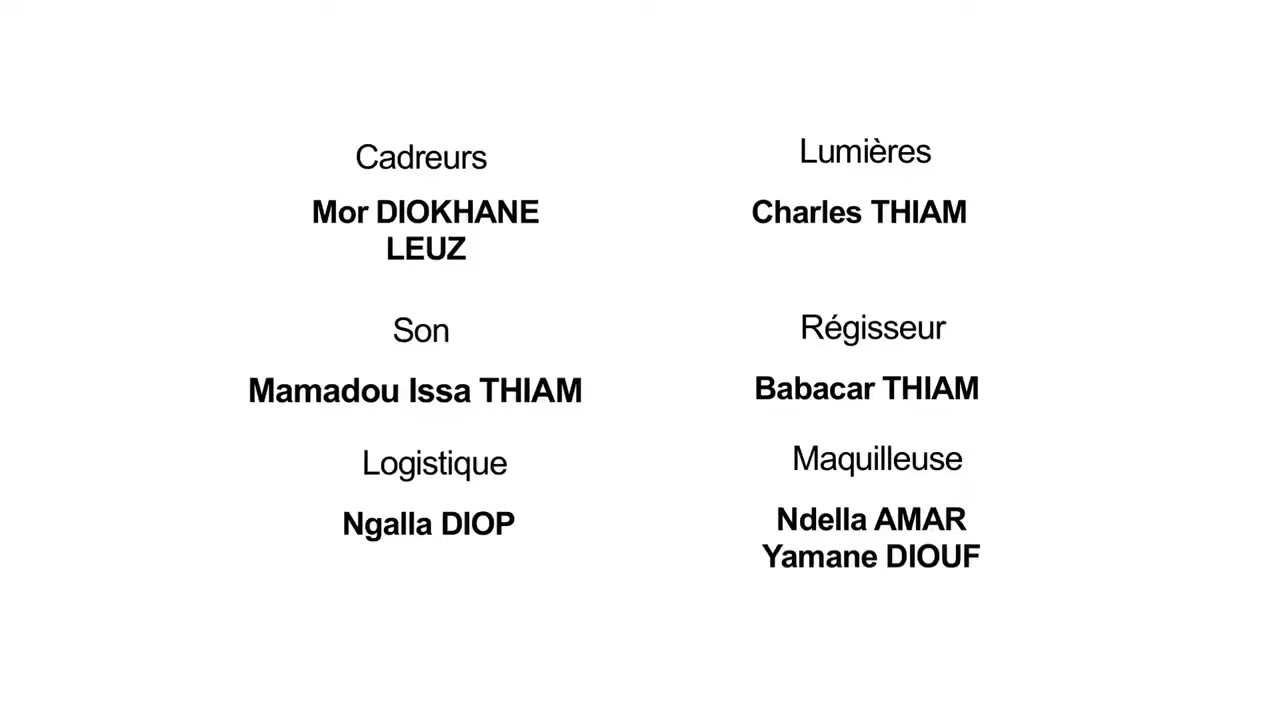 Cadreurs
Mor DIOKHANE
LEUZ
Lumières
Charles THIAM
Son
Mamadou Issa THIAM
Régisseur
Babacar THIAM
Logistique
Ngalla DIOP
Maquilleuse
Ndella AMAR
Yamane DIOUF